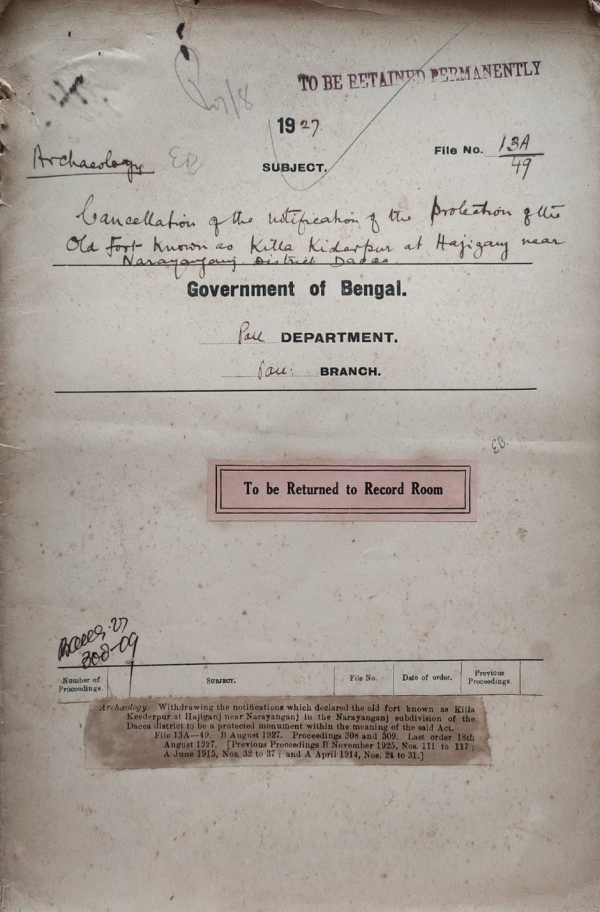 TO BE RETAINED PERMANENTLY
1927
Archaeology
EB
SUBJECT.
File No. 13A/49
Cancellation of the notification of the Protection of the
Old Fort known as Killa Kidarpur at Hajiganj near
Narayanganj. District Dacca.
Government of Bengal.
DEPARTMENT.
BRANCH.
EB.
To be Returned to Record Room
308-09
Number of Proceedings.
SUBJECT.
File No.
Date of order.
Previous Proceedings.
Archæology. Withdrawing the notifications which declared the old fort known as Killa
Keederpur at Hajiganj near Narayanganj in the Narayanganj subdivision of the
Dacca district to be a protected monument within the meaning of the said Act,
File 13A—49. B August 1927. Proceedings 308 and 309. Last order 18th
August 1927. [Previous Proceedings B November 1925, Nos. 111 to 117;
A June 1915, Nos. 32 to 37; and A April 1914, Nos. 24 to 31.]